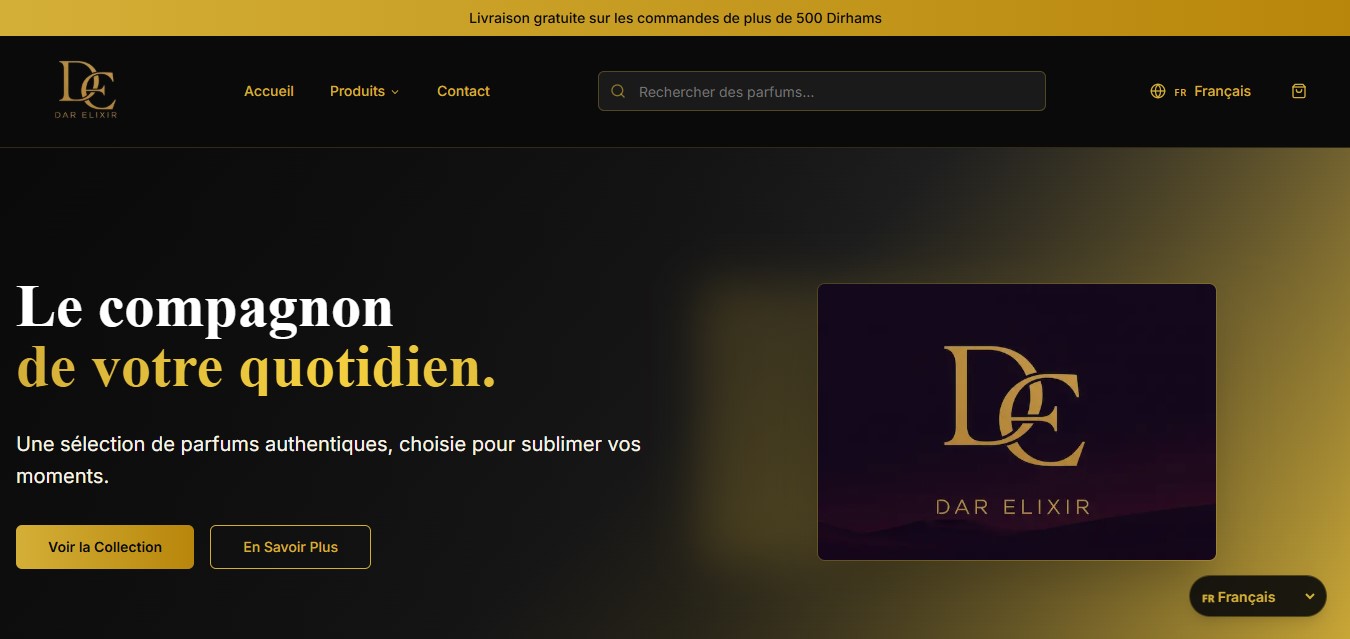 Livraison gratuite sur les commandes de plus de 500 Dirhams
DE
DAR ELIXIR
Accueil
Produits
Contact
Rechercher des parfums...
FR Français
Le compagnon
de votre quotidien.
Une sélection de parfums authentiques, choisie pour sublimer vos
moments.
Voir la Collection
En Savoir Plus
DE
DAR ELIXIR
FR Français